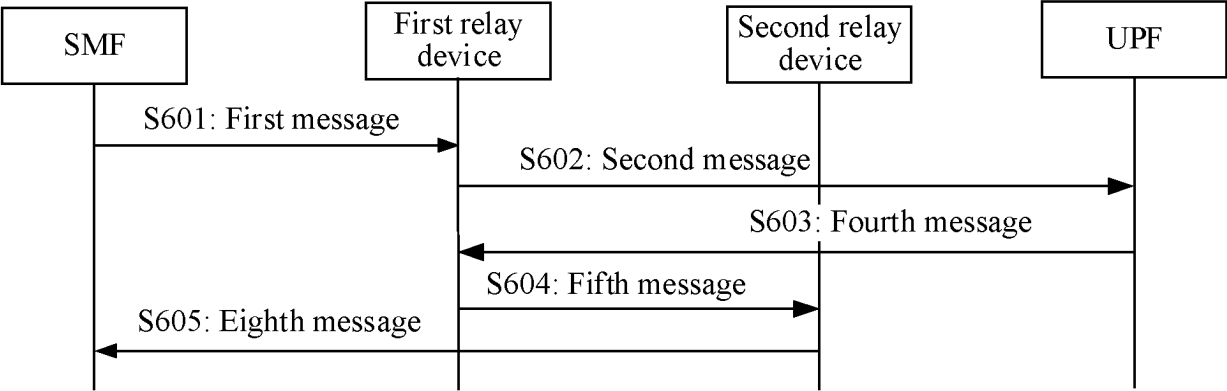 SMF
First relay
device
Second relay
device
UPF
S601: First message
S602: Second message
S603: Fourth message
S604: Fifth message
S605: Eighth message